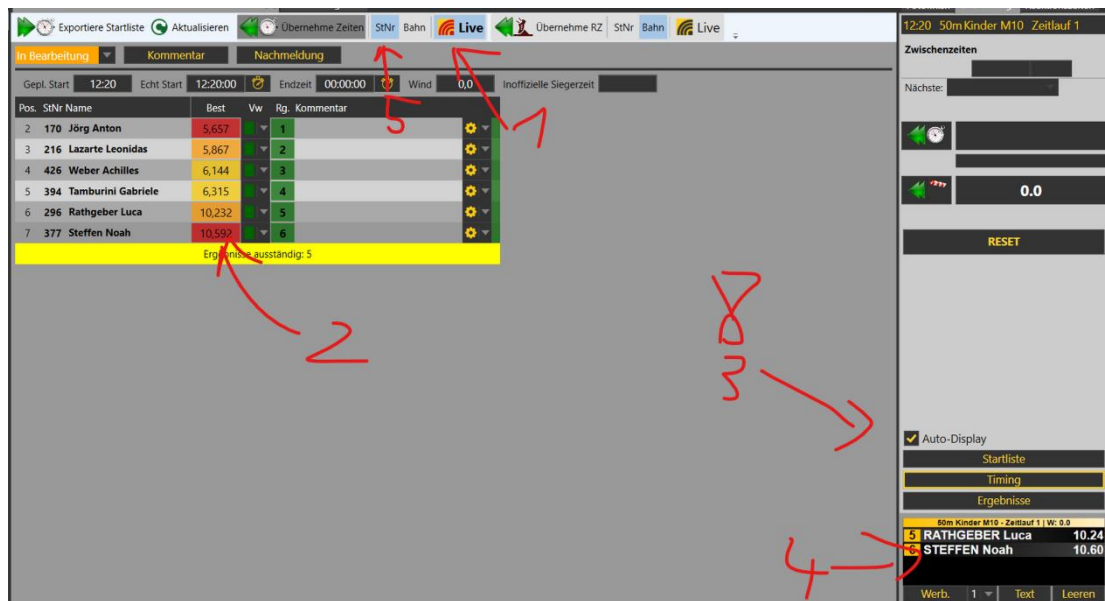 Exportiere Startliste Aktualisieren Übernehme Zeiten StNr Bahn Live Übernehme RZ StNr Bahn Live
12:20 50m Kinder M10 Zeitlauf 1
In Bearbeitung Kommentar Nachmeldung
Zwischenzeiten
Gepl. Start 12:20 Echt Start 12:20:00 Endzeit 00:00:00 Wind 0,0 Inoffizielle Siegerzeit
Nächste:
5 1
Pos. StNr Name Best Vw Rg. Kommentar
2 170 Jörg Anton 5,657 1
3 216 Lazarte Leonidas 5,867 2
4 426 Weber Achilles 6,144 3
5 394 Tamburini Gabriele 6,315 4
6 296 Rathgeber Luca 10,232 5
7 377 Steffen Noah 10,592 6
Ergebnisse ausständig: 5
0.0
RESET
2
8
3
Auto-Display
Startliste
Timing
Ergebnisse
50m Kinder M10 - Zeitlauf 1 | W: 0.0
5 RATHGEBER Luca 10.24
6 STEFFEN Noah 10.60
4
Werb. 1 Text Leeren